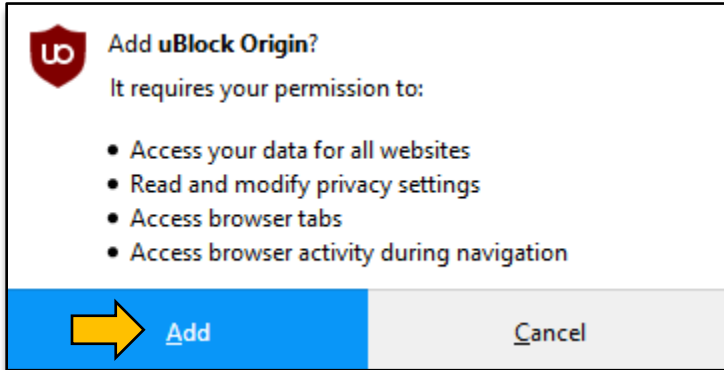 uo
Add uBlock Origin?
It requires your permission to:
• Access your data for all websites
• Read and modify privacy settings
• Access browser tabs
• Access browser activity during navigation
Add
Cancel